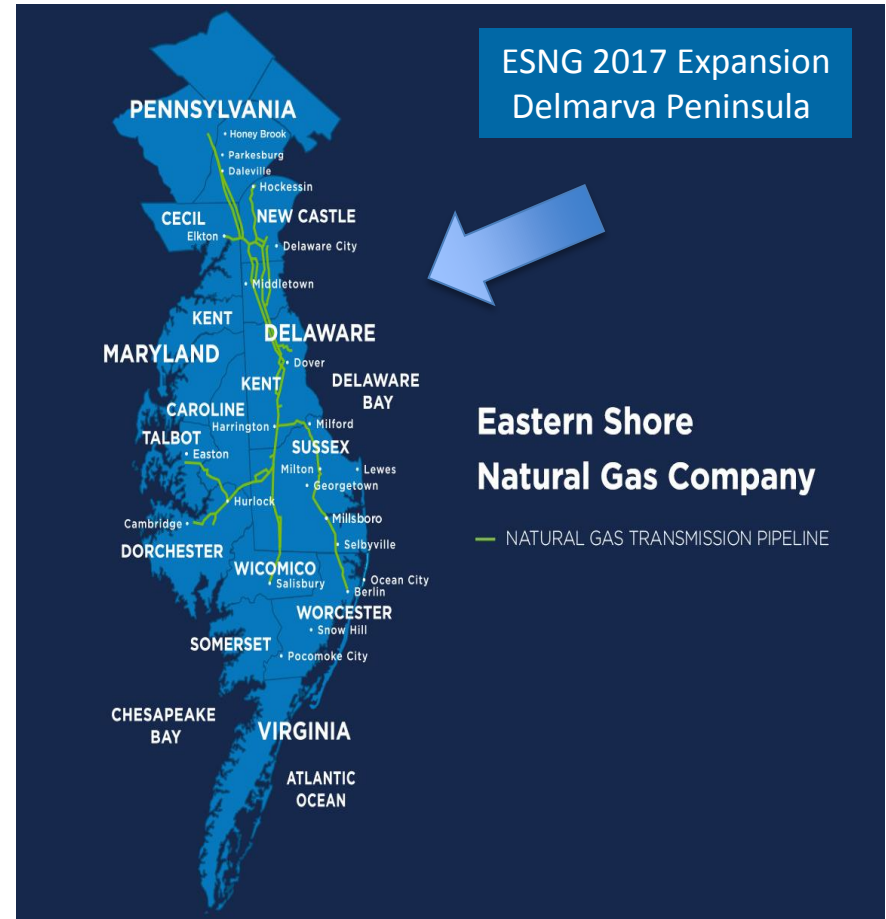 ESNG 2017 Expansion
Delmarva Peninsula
PENNSYLVANIA
Honey Brook
Parkesburg
Daleville
Hockessin
CECIL
NEW CASTLE
Elkton
Delaware City
Middletown
KENT
DELAWARE
MARYLAND
Dover
KENT
DELAWARE
BAY
CAROLINE
Harrington
Milford
TALBOT
Easton
SUSSEX
Milton
Lewes
Georgetown
Hurlock
Cambridge
Millsboro
DORCHESTER
Selbyville
WICOMICO
Salisbury
Ocean City
Berlin
WORCESTER
Snow Hill
SOMERSET
Pocomoke City
CHESAPEAKE
BAY
VIRGINIA
ATLANTIC
OCEAN
Eastern Shore
Natural Gas Company
NATURAL GAS TRANSMISSION PIPELINE